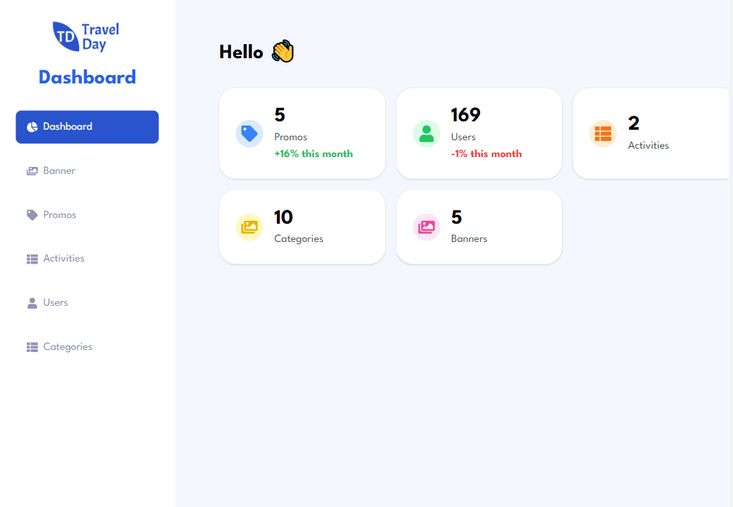 TD Travel
Day
Dashboard
Dashboard
Banner
Promos
Activities
Users
Categories
Hello 👋
5
Promos
+16% this month
169
Users
-1% this month
2
Activities
10
Categories
5
Banners